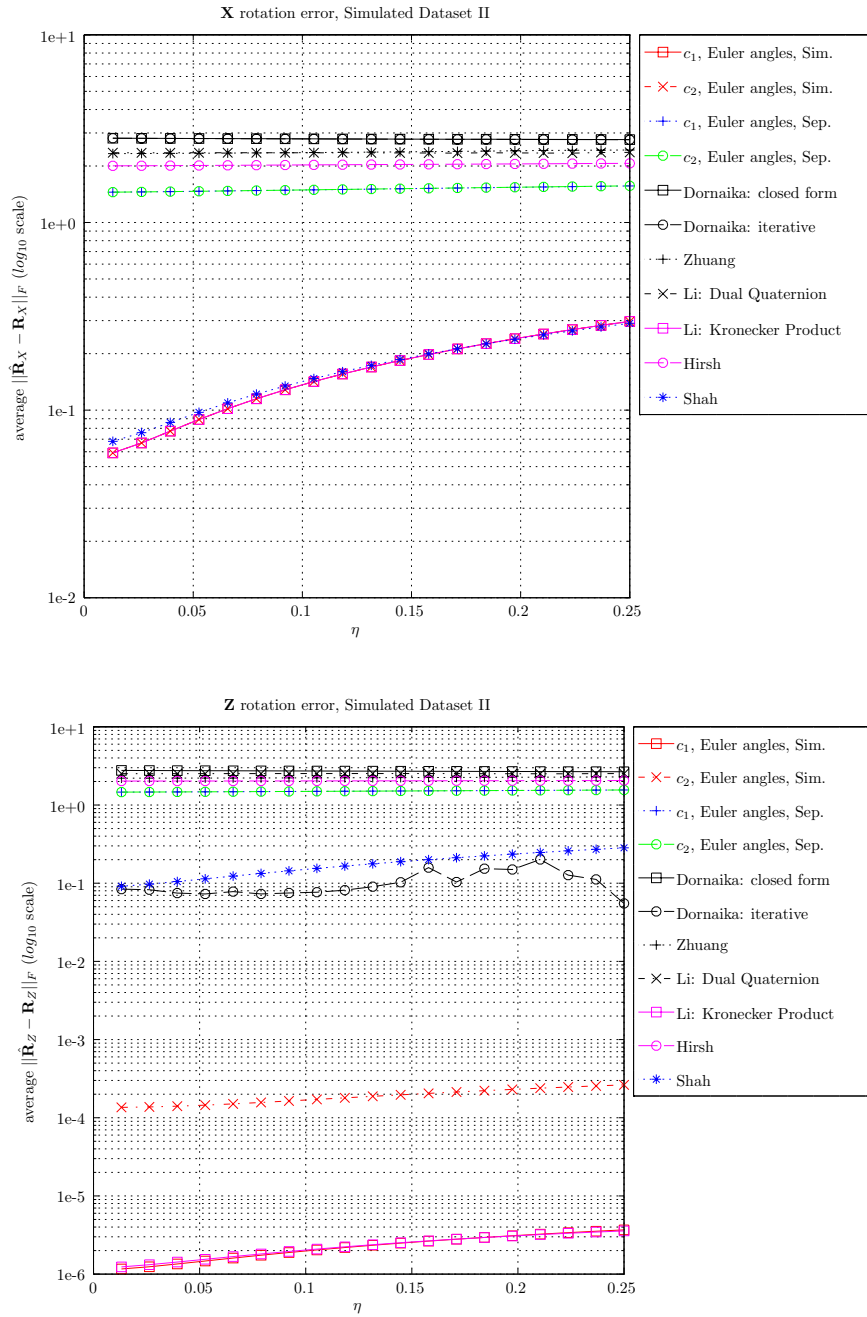 X rotation error, Simulated Dataset II
1e+1
1e+0
1e-1
1e-2
average ||R̂_X − R_X||_F (log₁₀ scale)
0
0.05
0.1
0.15
0.2
0.25
η
c₁, Euler angles, Sim.
c₂, Euler angles, Sim.
c₁, Euler angles, Sep.
c₂, Euler angles, Sep.
Dornaika: closed form
Dornaika: iterative
Zhuang
Li: Dual Quaternion
Li: Kronecker Product
Hirsh
Shah
Z rotation error, Simulated Dataset II
1e+1
1e+0
1e-1
1e-2
1e-3
1e-4
1e-5
1e-6
average ||R̂_Z − R_Z||_F (log₁₀ scale)
0
0.05
0.1
0.15
0.2
0.25
η
c₁, Euler angles, Sim.
c₂, Euler angles, Sim.
c₁, Euler angles, Sep.
c₂, Euler angles, Sep.
Dornaika: closed form
Dornaika: iterative
Zhuang
Li: Dual Quaternion
Li: Kronecker Product
Hirsh
Shah